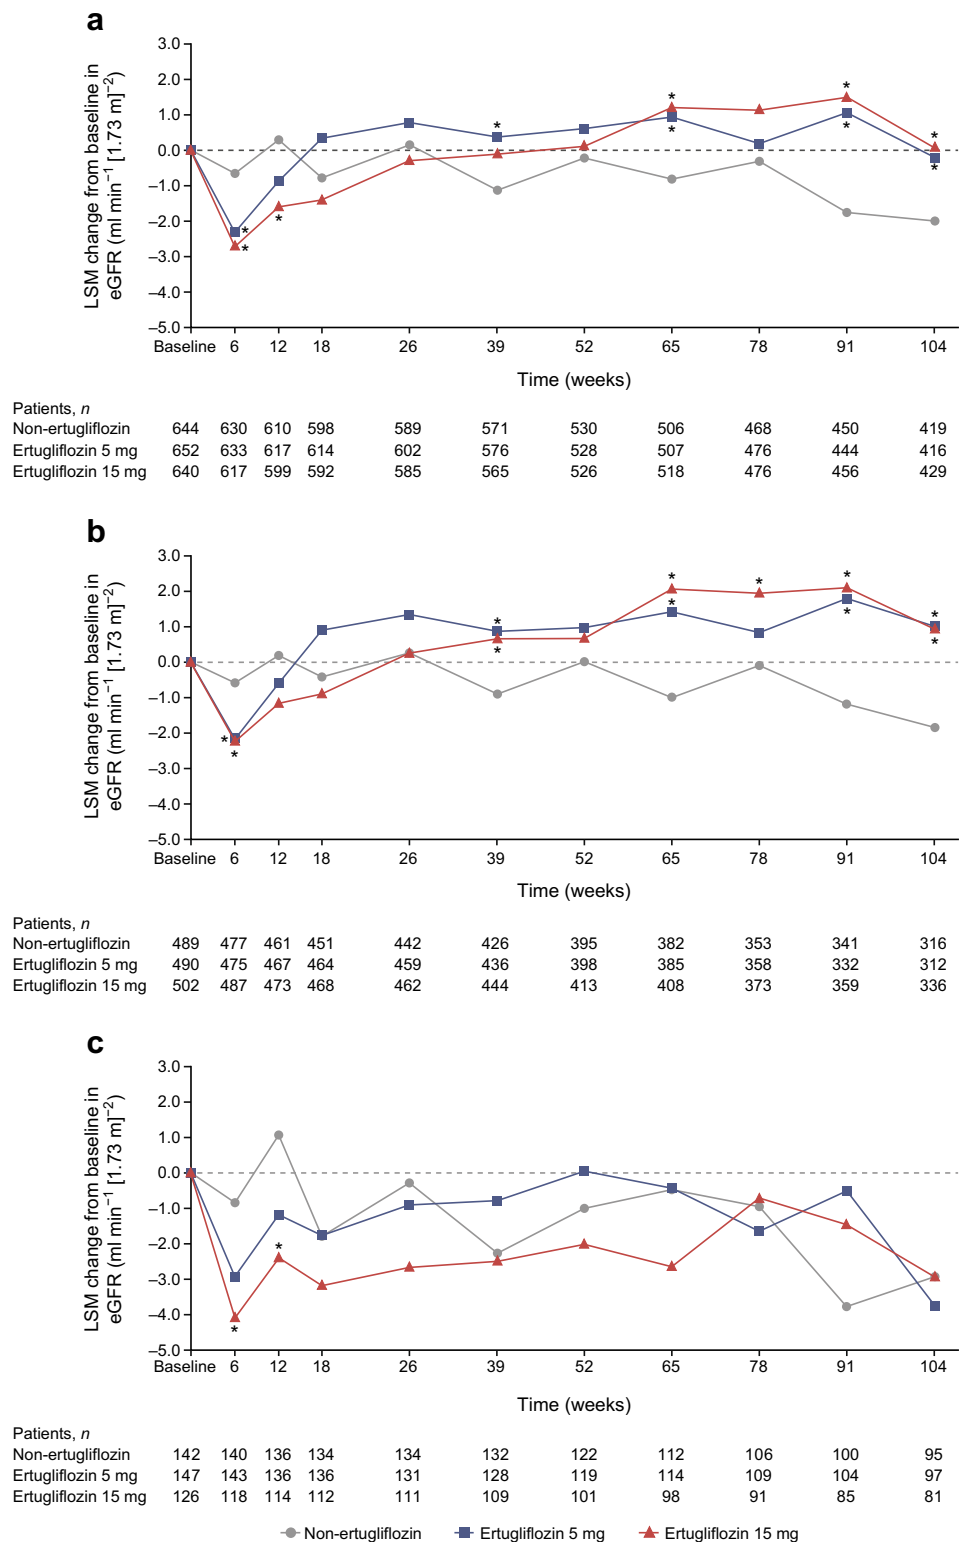 a
LSM change from baseline in
eGFR (ml min⁻¹ [1.73 m]⁻²)
3.0
2.0
1.0
0.0
–1.0
–2.0
–3.0
–4.0
–5.0
* * * * * * * * * *
Baseline 6 12 18 26 39 52 65 78 91 104
Time (weeks)
Patients, n
Non-ertugliflozin 644 630 610 598 589 571 530 506 468 450 419
Ertugliflozin 5 mg 652 633 617 614 602 576 528 507 476 444 416
Ertugliflozin 15 mg 640 617 599 592 585 565 526 518 476 456 429
b
LSM change from baseline in
eGFR (ml min⁻¹ [1.73 m]⁻²)
3.0
2.0
1.0
0.0
–1.0
–2.0
–3.0
–4.0
–5.0
* * * * * * * * * * *
Baseline 6 12 18 26 39 52 65 78 91 104
Time (weeks)
Patients, n
Non-ertugliflozin 489 477 461 451 442 426 395 382 353 341 316
Ertugliflozin 5 mg 490 475 467 464 459 436 398 385 358 332 312
Ertugliflozin 15 mg 502 487 473 468 462 444 413 408 373 359 336
c
LSM change from baseline in
eGFR (ml min⁻¹ [1.73 m]⁻²)
3.0
2.0
1.0
0.0
–1.0
–2.0
–3.0
–4.0
–5.0
* *
Baseline 6 12 18 26 39 52 65 78 91 104
Time (weeks)
Patients, n
Non-ertugliflozin 142 140 136 134 134 132 122 112 106 100 95
Ertugliflozin 5 mg 147 143 136 136 131 128 119 114 109 104 97
Ertugliflozin 15 mg 126 118 114 112 111 109 101 98 91 85 81
Non-ertugliflozin Ertugliflozin 5 mg Ertugliflozin 15 mg